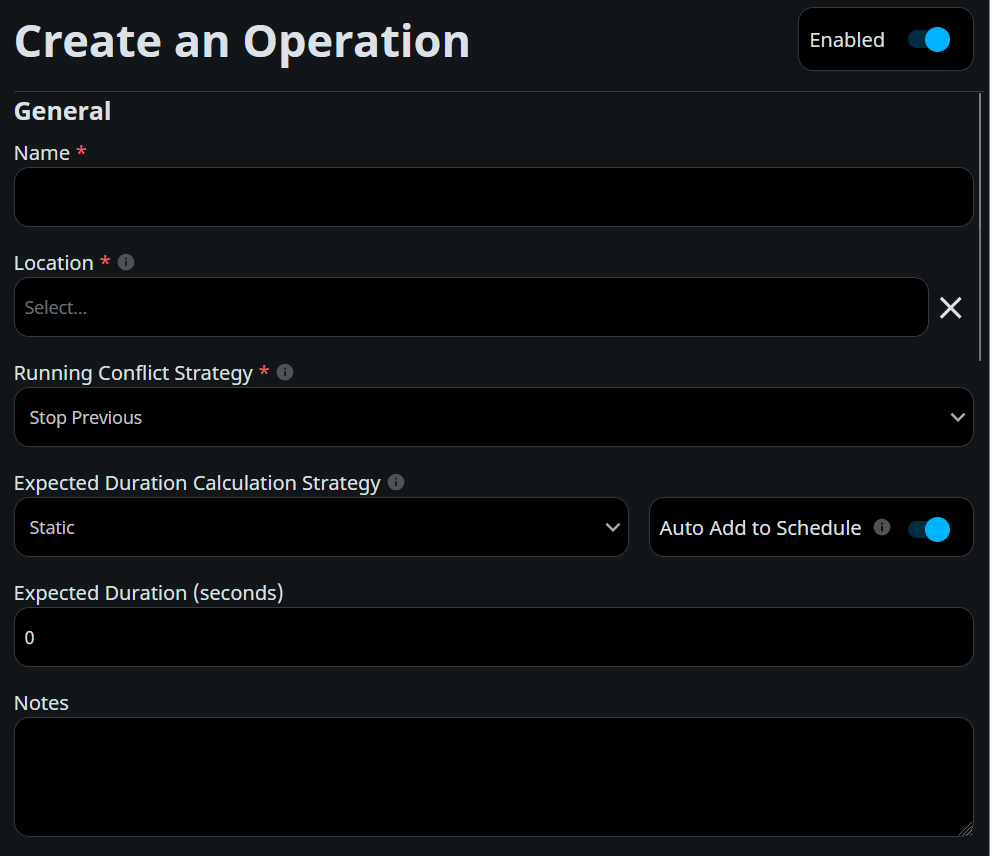 Create an Operation
Enabled
General
Name *
Location *
Select...
Running Conflict Strategy *
Stop Previous
Expected Duration Calculation Strategy
Static
Auto Add to Schedule
Expected Duration (seconds)
0
Notes